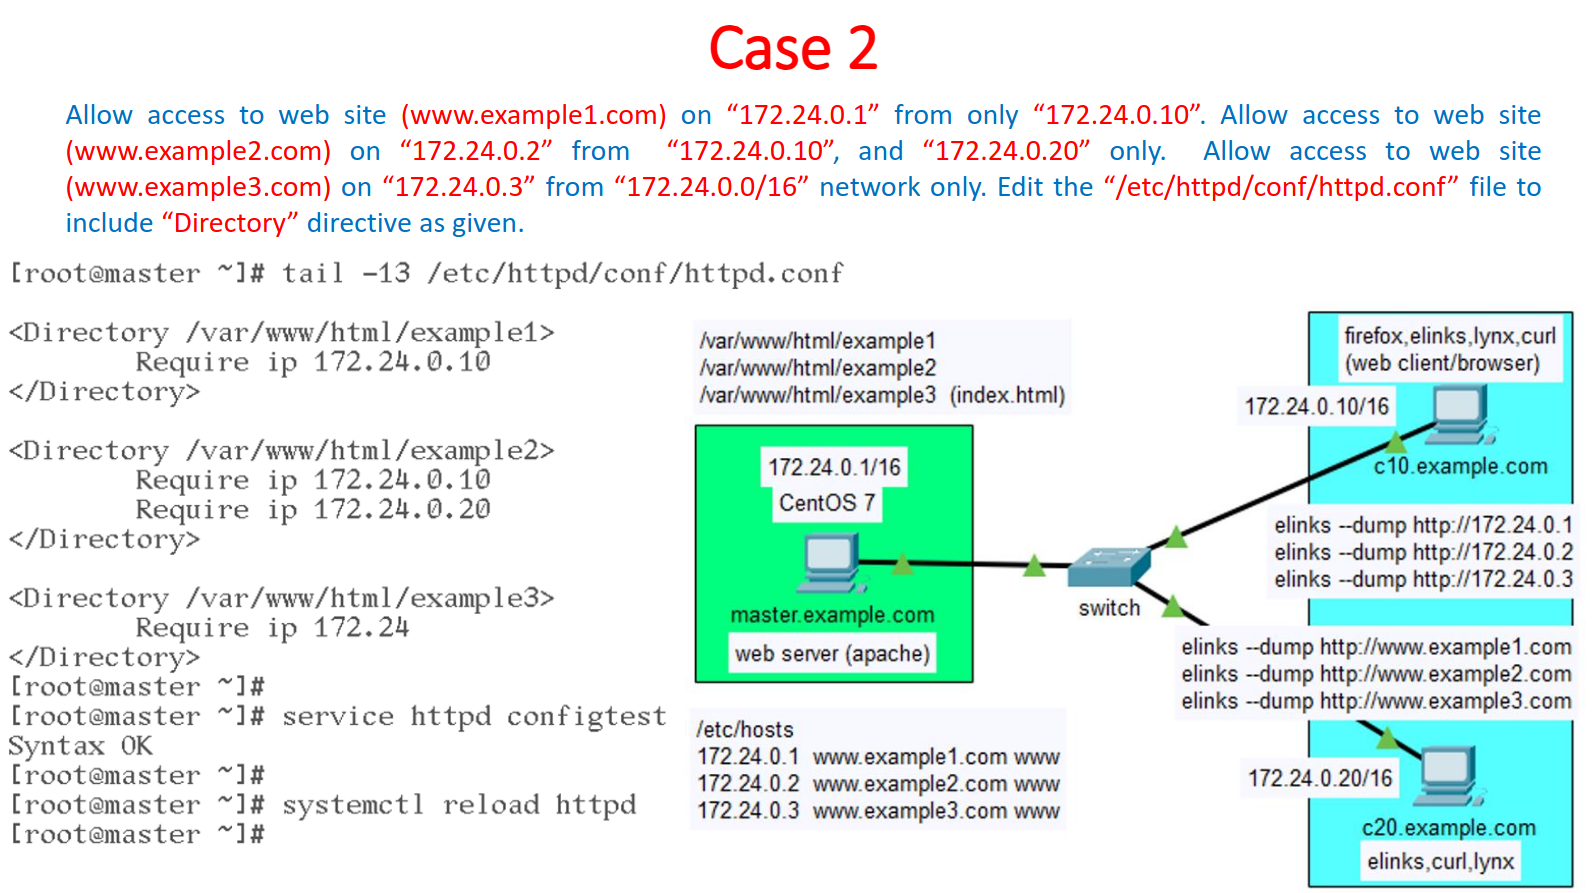 Case 2
Allow access to web site (www.example1.com) on “172.24.0.1” from only “172.24.0.10”. Allow access to web site
(www.example2.com) on “172.24.0.2” from “172.24.0.10”, and “172.24.0.20” only. Allow access to web site
(www.example3.com) on “172.24.0.3” from “172.24.0.0/16” network only. Edit the “/etc/httpd/conf/httpd.conf” file to
include “Directory” directive as given.
[root@master ~]# tail -13 /etc/httpd/conf/httpd.conf
<Directory /var/www/html/example1>
Require ip 172.24.0.10
</Directory>
<Directory /var/www/html/example2>
Require ip 172.24.0.10
Require ip 172.24.0.20
</Directory>
<Directory /var/www/html/example3>
Require ip 172.24
</Directory>
[root@master ~]#
[root@master ~]# service httpd configtest
Syntax OK
[root@master ~]#
[root@master ~]# systemctl reload httpd
[root@master ~]#
/var/www/html/example1
/var/www/html/example2
/var/www/html/example3 (index.html)
172.24.0.1/16
CentOS 7
master.example.com
web server (apache)
/etc/hosts
172.24.0.1 www.example1.com www
172.24.0.2 www.example2.com www
172.24.0.3 www.example3.com www
switch
firefox,elinks,lynx,curl
(web client/browser)
172.24.0.10/16
c10.example.com
elinks --dump http://172.24.0.1
elinks --dump http://172.24.0.2
elinks --dump http://172.24.0.3
elinks --dump http://www.example1.com
elinks --dump http://www.example2.com
elinks --dump http://www.example3.com
172.24.0.20/16
c20.example.com
elinks,curl,lynx